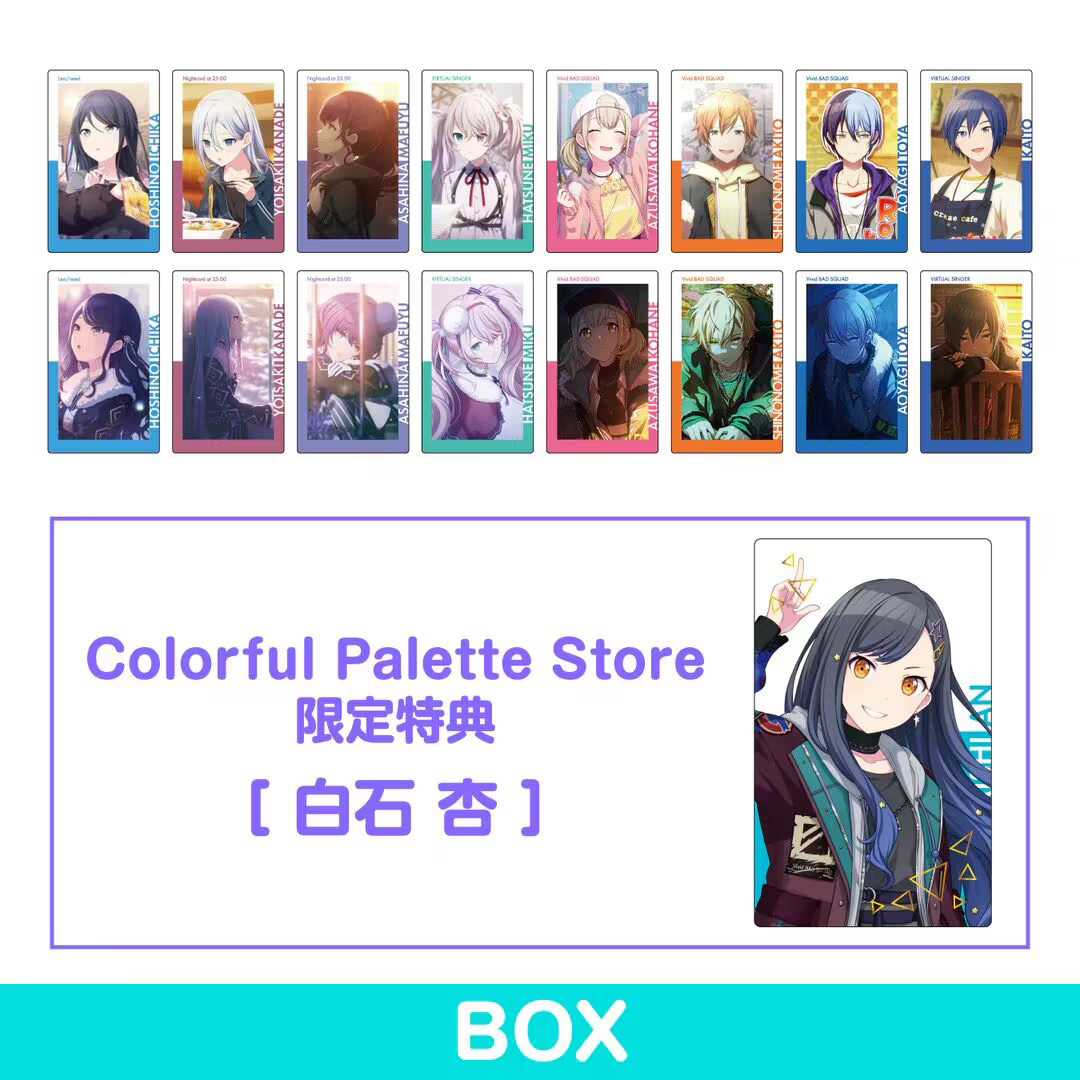 Leo/need
Nightcord at 25:00
Nightcord at 25:00
VIRTUAL SINGER
Vivid BAD SQUAD
Vivid BAD SQUAD
Vivid BAD SQUAD
VIRTUAL SINGER
HOSHINO ICHIKA
YOISAKI KANADE
ASAHINA MAFUYU
HATSUNE MIKU
AZUSAWA KOHANE
SHINONOME AKITO
AOYAGI TOYA
KAITO
crase cafe
Leo/need
Nightcord at 25:00
Nightcord at 25:00
VIRTUAL SINGER
Vivid BAD SQUAD
Vivid BAD SQUAD
Vivid BAD SQUAD
VIRTUAL SINGER
HOSHINO ICHIKA
YOISAKI KANADE
ASAHINA MAFUYU
HATSUNE MIKU
AZUSAWA KOHANE
SHINONOME AKITO
AOYAGI TOYA
KAITO
Colorful Palette Store
限定特典
[ 白石 杏 ]
AN
BOX